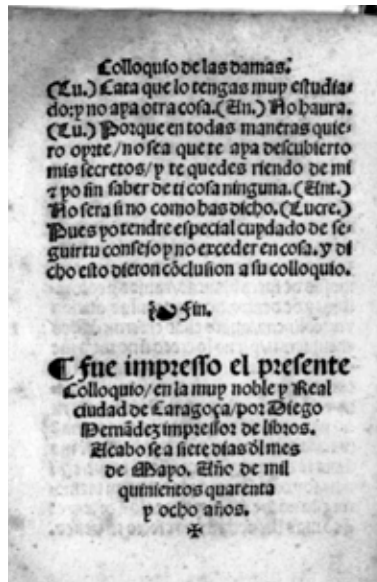 Colloquio de las damas.
(Lu.) Cata que lo tengas muy estudia-
do: y no aya otra cosa. (An.) No haura.
(Lu.) Porque en todas maneras quie-
ro oyrte / no sea que te aya descubierto
mis secretos / y te quedes riendo de mi
⁊ yo sin saber de ti cosa ninguna. (Ant.)
No sera si no como has dicho. (Lucre.)
Pues yo tendre especial cuydado de se-
guir tu consejo y no exceder en cosa. y di
cho esto dieron cõclusion a su colloquio.
Fin.
¶ Fue impresso el presente
Colloquio / en la muy noble y Real
ciudad de Caragoça / por Diego
Hernãdez impressor de libros.
Acabo se a siete dias ðl mes
de Mayo. Año de mil
quinientos quarenta
y ocho años.
✠